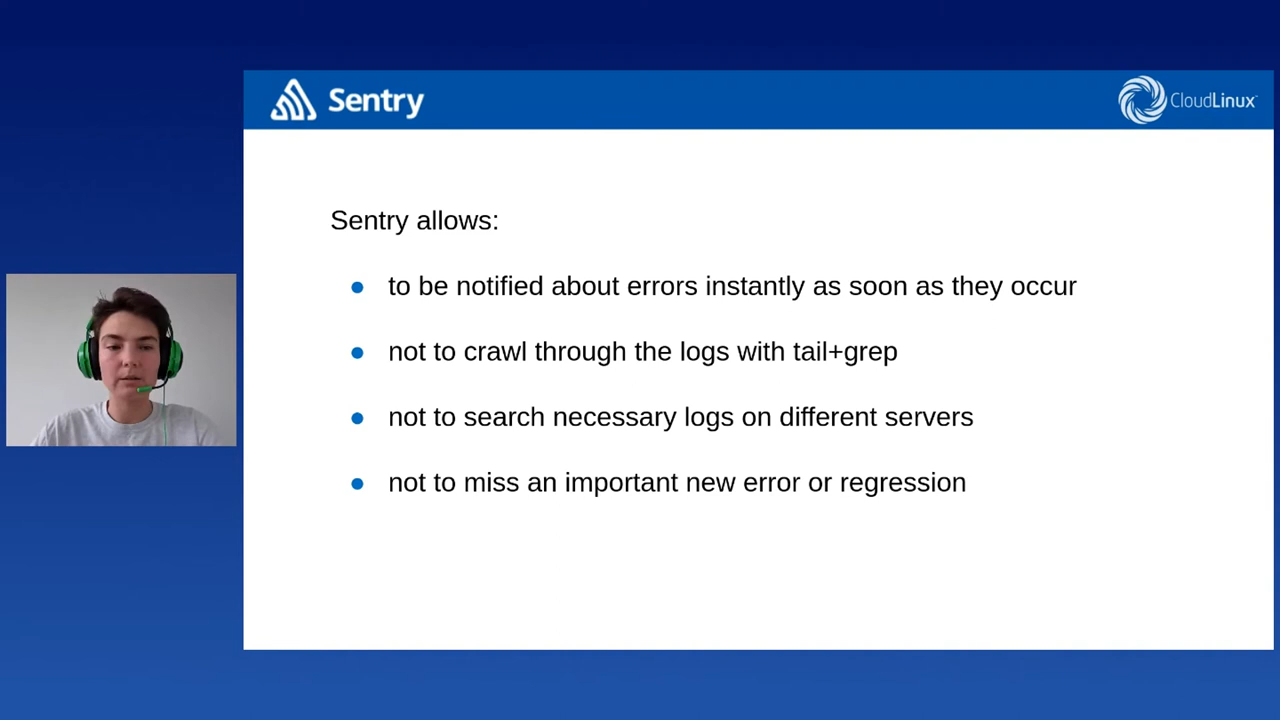 Sentry
CloudLinux
Sentry allows:
to be notified about errors instantly as soon as they occur
not to crawl through the logs with tail+grep
not to search necessary logs on different servers
not to miss an important new error or regression